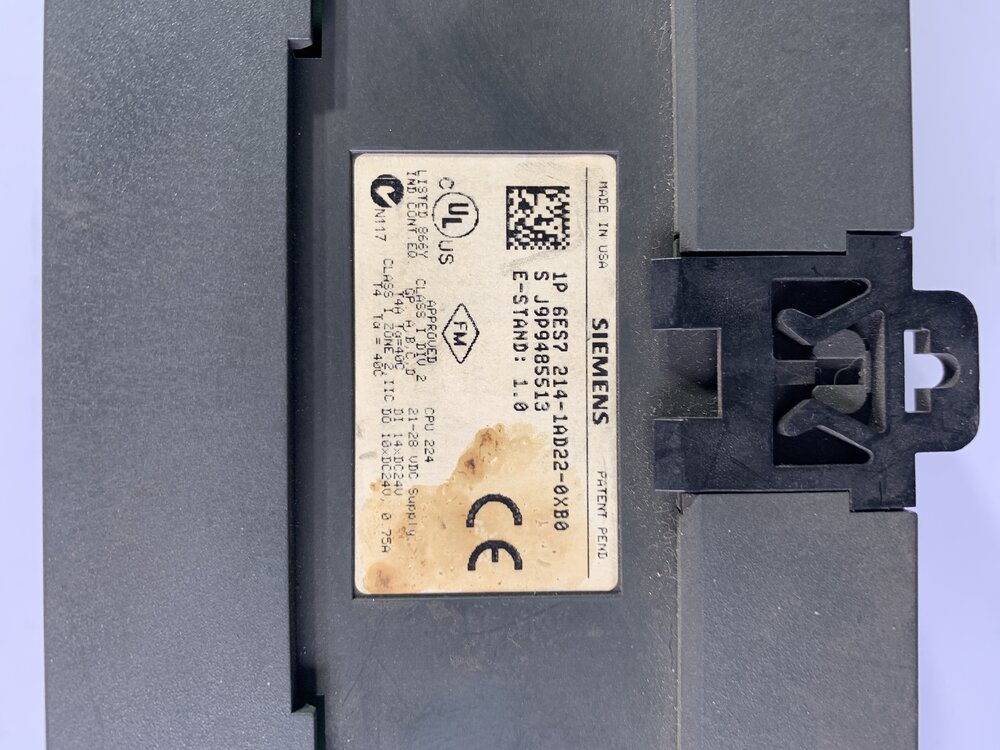 MADE IN USA SIEMENS PATENT PEND
1P 6ES7 214-1AD22-0XB0
S J9P9485513
E-STAND: 1.0
CE
C UL US
LISTED 866Y
IND CONT EQ
N117
FM
APPROVED
CLASS I DIV 2
GP A,B,C,D
T4A Ta=40C
CLASS I ZONE 2,IIC
T4 Ta = 40C
CPU 224
21-28 VDC Supply
DI 14xDC24V
DO 10xDC24V, 0.75A